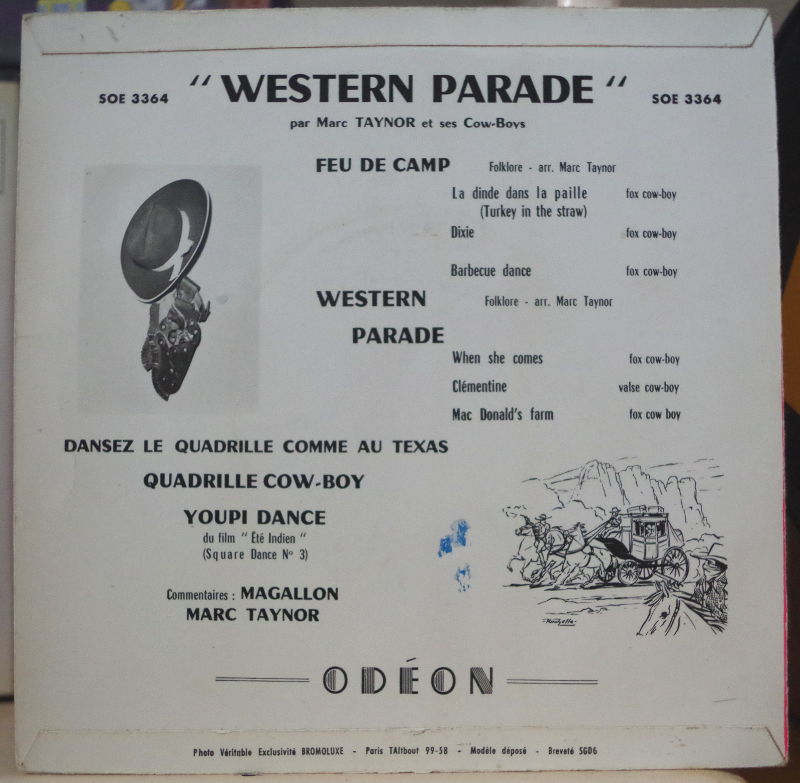 SOE 3364 " WESTERN PARADE " SOE 3364
par Marc TAYNOR et ses Cow-Boys
FEU DE CAMP Folklore - arr. Marc Taynor
La dinde dans la paille fox cow-boy
(Turkey in the straw)
Dixie fox cow-boy
Barbecue dance fox cow-boy
WESTERN Folklore - arr. Marc Taynor
PARADE
When she comes fox cow-boy
Clémentine valse cow-boy
Mac Donald's farm fox cow boy
DANSEZ LE QUADRILLE COMME AU TEXAS
QUADRILLE COW-BOY
YOUPI DANCE
du film " Été Indien "
(Square Dance Nº 3)
Commentaires : MAGALLON
MARC TAYNOR
ODÉON
Photo Véritable Exclusivité BROMOLUXE - Paris TAItbout 99-58 - Modèle déposé - Breveté SGDG